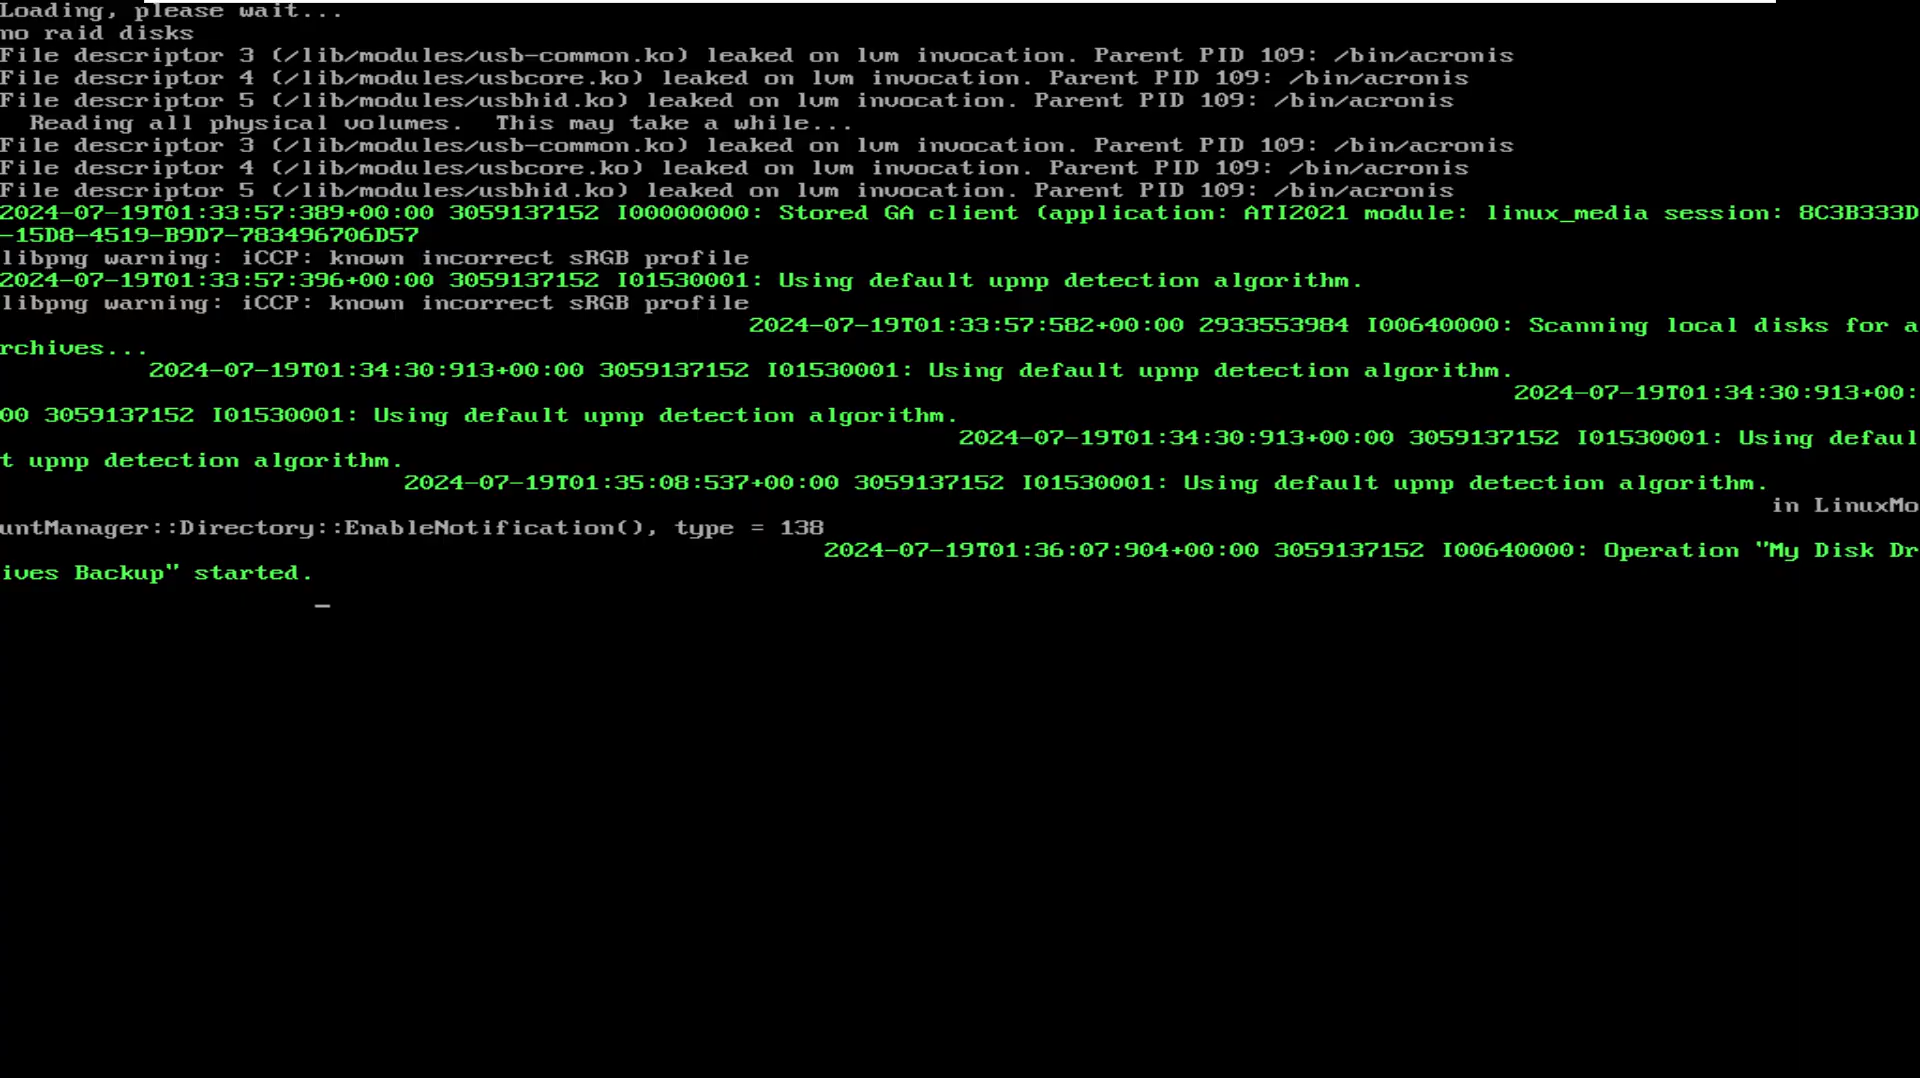 Loading, please wait...
no raid disks
File descriptor 3 (/lib/modules/usb-common.ko) leaked on lvm invocation. Parent PID 109: /bin/acronis
File descriptor 4 (/lib/modules/usbcore.ko) leaked on lvm invocation. Parent PID 109: /bin/acronis
File descriptor 5 (/lib/modules/usbhid.ko) leaked on lvm invocation. Parent PID 109: /bin/acronis
  Reading all physical volumes.  This may take a while...
File descriptor 3 (/lib/modules/usb-common.ko) leaked on lvm invocation. Parent PID 109: /bin/acronis
File descriptor 4 (/lib/modules/usbcore.ko) leaked on lvm invocation. Parent PID 109: /bin/acronis
File descriptor 5 (/lib/modules/usbhid.ko) leaked on lvm invocation. Parent PID 109: /bin/acronis
2024-07-19T01:33:57:389+00:00 3059137152 I00000000: Stored GA client (application: ATI2021 module: linux_media session: 8C3B333D
-15D8-4519-B9D7-783496706D57
libpng warning: iCCP: known incorrect sRGB profile
2024-07-19T01:33:57:396+00:00 3059137152 I01530001: Using default upnp detection algorithm.
libpng warning: iCCP: known incorrect sRGB profile
2024-07-19T01:33:57:582+00:00 2933553984 I00640000: Scanning local disks for a
rchives...
2024-07-19T01:34:30:913+00:00 3059137152 I01530001: Using default upnp detection algorithm.
2024-07-19T01:34:30:913+00:
00 3059137152 I01530001: Using default upnp detection algorithm.
2024-07-19T01:34:30:913+00:00 3059137152 I01530001: Using defaul
t upnp detection algorithm.
2024-07-19T01:35:08:537+00:00 3059137152 I01530001: Using default upnp detection algorithm.
in LinuxMo
untManager::Directory::EnableNotification(), type = 138
2024-07-19T01:36:07:904+00:00 3059137152 I00640000: Operation "My Disk Dr
ives Backup" started.
_